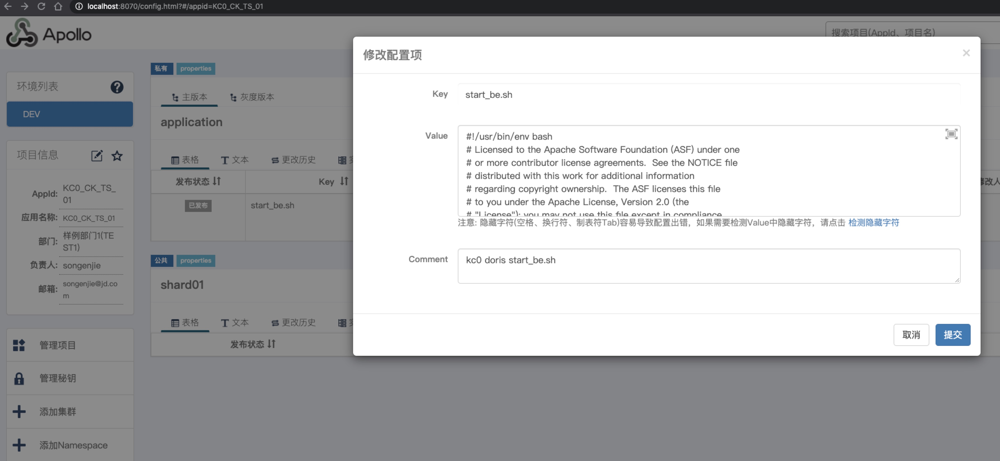 localhost:8070/config.html?#/appid=KC0_CK_TS_01
Apollo
搜索项目(AppId、项目名)
环境列表
DEV
项目信息
AppId: KC0_CK_TS_
01
应用名称: KC0_CK_TS_01
部门: 样例部门1(TE
ST1)
负责人: songenjie
邮箱: songenjie@jd.co
m
管理项目
管理秘钥
添加集群
添加Namespace
私有 properties
主版本 灰度版本
application
表格 文本 更改历史
发布状态 Key
修改人
已发布 start_be.sh
公共 properties
shard01
表格 文本 更改历史
发布状态
修改配置项
×
Key start_be.sh
Value #!/usr/bin/env bash
# Licensed to the Apache Software Foundation (ASF) under one
# or more contributor license agreements.  See the NOTICE file
# distributed with this work for additional information
# regarding copyright ownership.  The ASF licenses this file
# to you under the Apache License, Version 2.0 (the
# "License"); you may not use this file except in compliance
注意: 隐藏字符(空格、换行符、制表符Tab)容易导致配置出错，如果需要检测Value中隐藏字符，请点击 检测隐藏字符
Comment kc0 doris start_be.sh
取消 提交